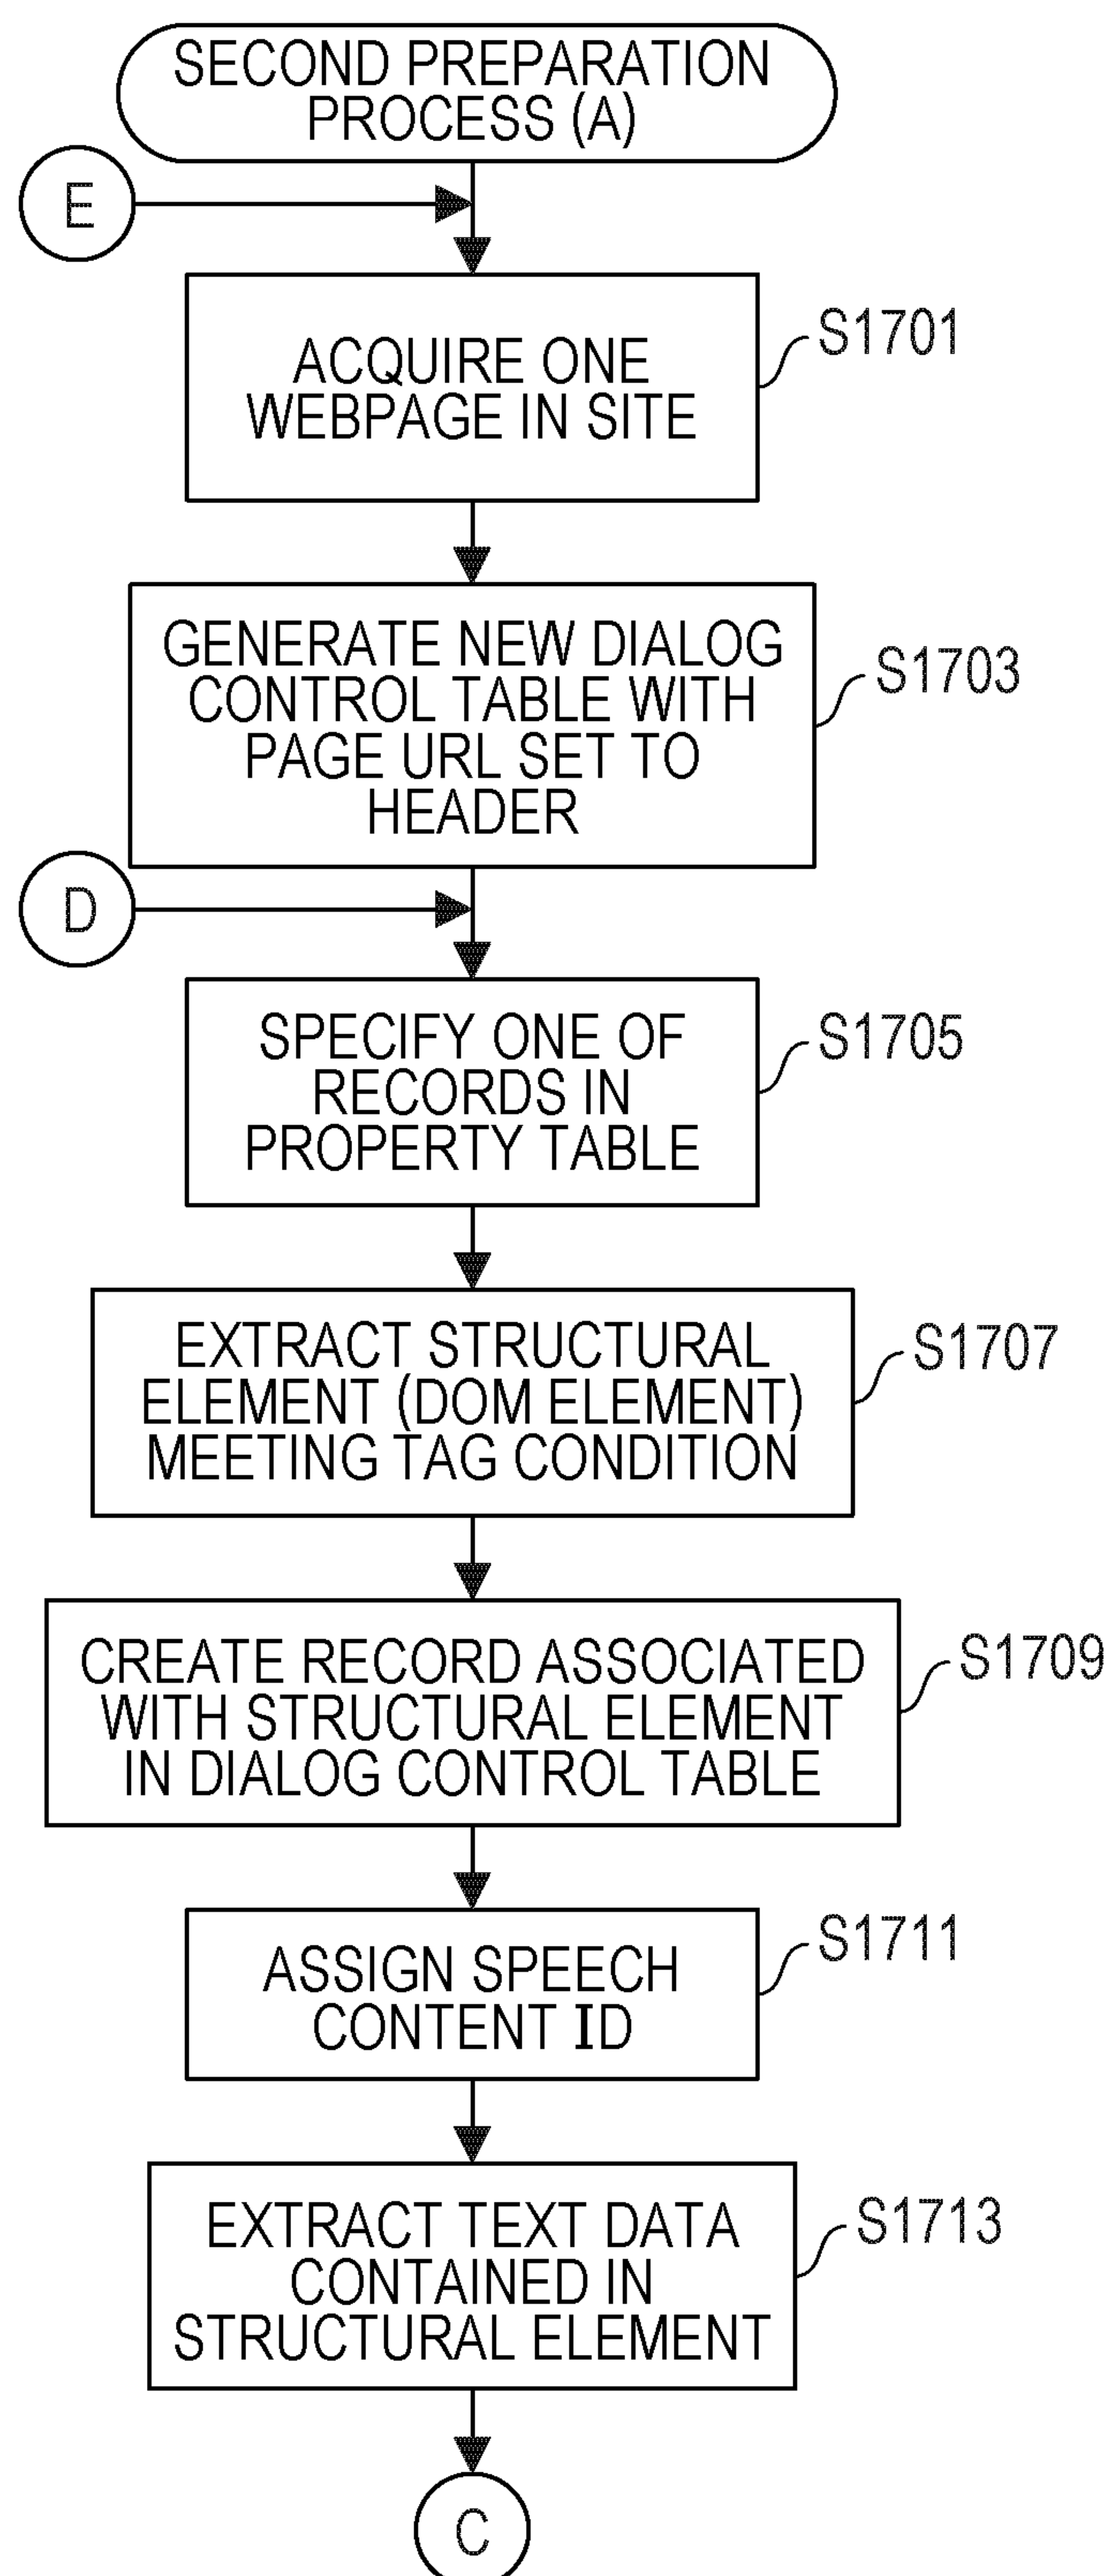 SECOND PREPARATION
PROCESS (A)
E
S1701
ACQUIRE ONE
WEBPAGE IN SITE
S1703
GENERATE NEW DIALOG
CONTROL TABLE WITH
PAGE URL SET TO
HEADER
D
S1705
SPECIFY ONE OF
RECORDS IN
PROPERTY TABLE
S1707
EXTRACT STRUCTURAL
ELEMENT (DOM ELEMENT)
MEETING TAG CONDITION
S1709
CREATE RECORD ASSOCIATED
WITH STRUCTURAL ELEMENT
IN DIALOG CONTROL TABLE
S1711
ASSIGN SPEECH
CONTENT ID
S1713
EXTRACT TEXT DATA
CONTAINED IN
STRUCTURAL ELEMENT
C